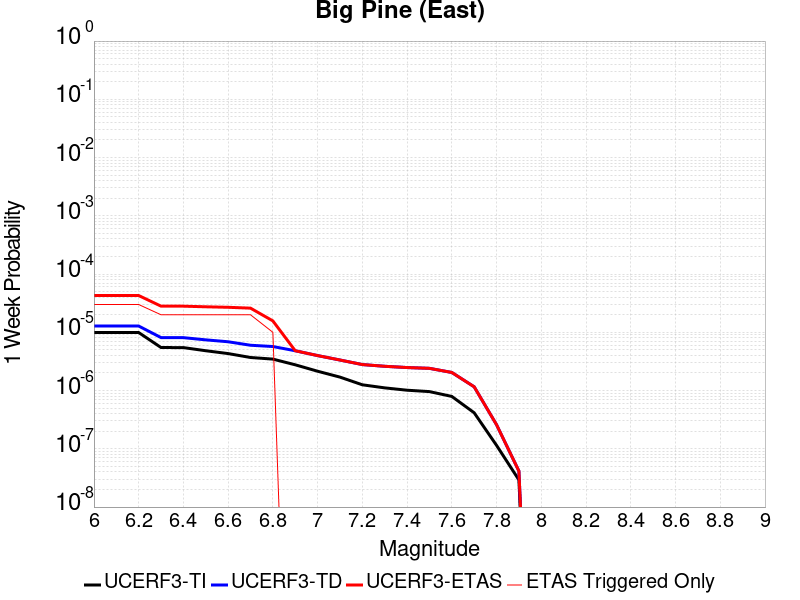 Big Pine (East)
1 Week Probability
10^0
10^-1
10^-2
10^-3
10^-4
10^-5
10^-6
10^-7
10^-8
6 6.2 6.4 6.6 6.8 7 7.2 7.4 7.6 7.8 8 8.2 8.4 8.6 8.8 9
Magnitude
UCERF3-TI UCERF3-TD UCERF3-ETAS ETAS Triggered Only